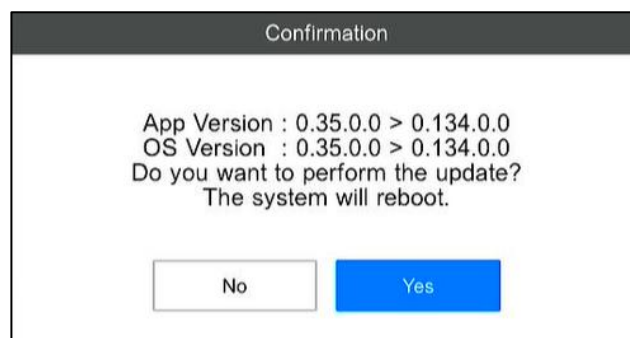 Confirmation
App Version : 0.35.0.0 > 0.134.0.0
OS Version : 0.35.0.0 > 0.134.0.0
Do you want to perform the update?
The system will reboot.
No
Yes